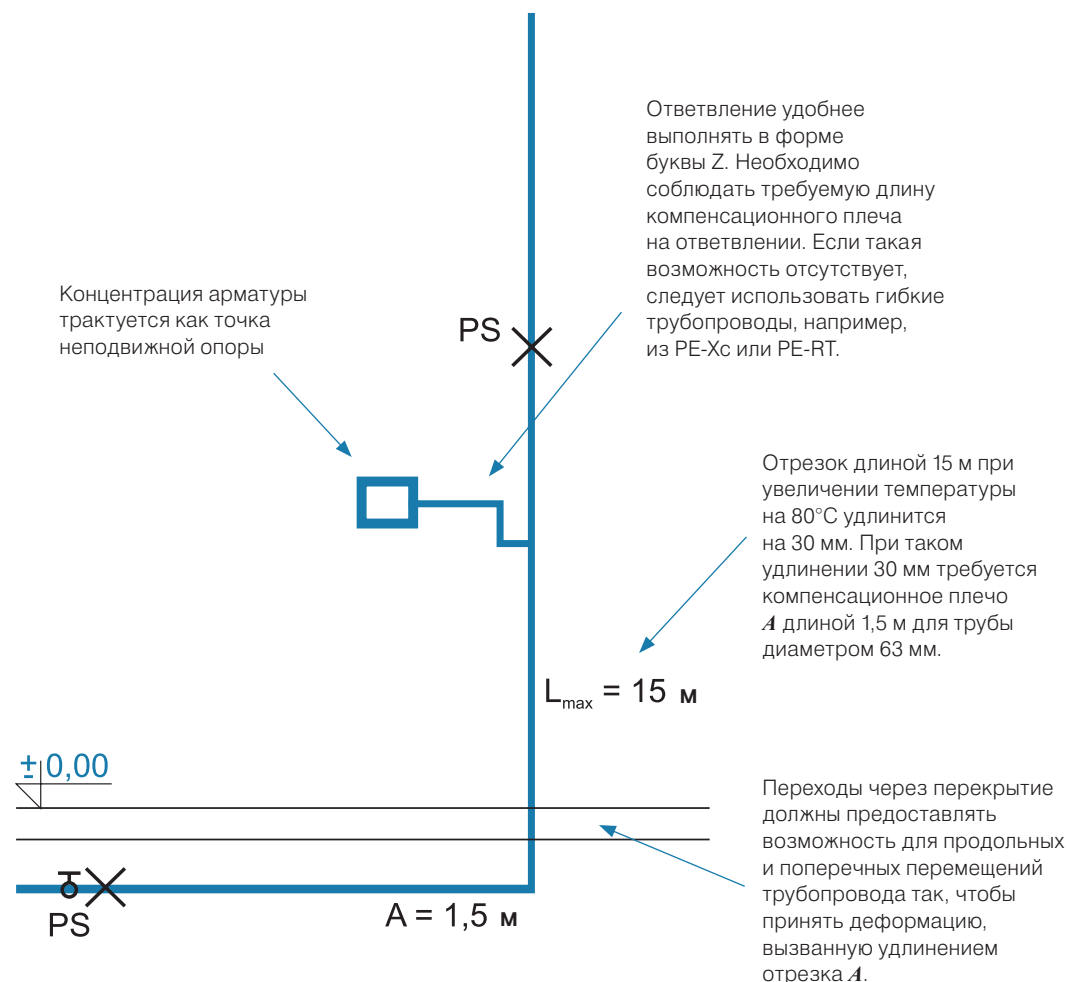 Ответвление удобнее
выполнять в форме
буквы Z. Необходимо
соблюдать требуемую длину
компенсационного плеча
на ответвлении. Если такая
возможность отсутствует,
следует использовать гибкие
трубопроводы, например,
из PE-Xc или PE-RT.
Концентрация арматуры
трактуется как точка
неподвижной опоры
PS
Отрезок длиной 15 м при
увеличении температуры
на 80°C удлинится
на 30 мм. При таком
удлинении 30 мм требуется
компенсационное плечо
A длиной 1,5 м для трубы
диаметром 63 мм.
Lmax = 15 м
±0,00
Переходы через перекрытие
должны предоставлять
возможность для продольных
и поперечных перемещений
трубопровода так, чтобы
принять деформацию,
вызванную удлинением
отрезка A.
PS
A = 1,5 м